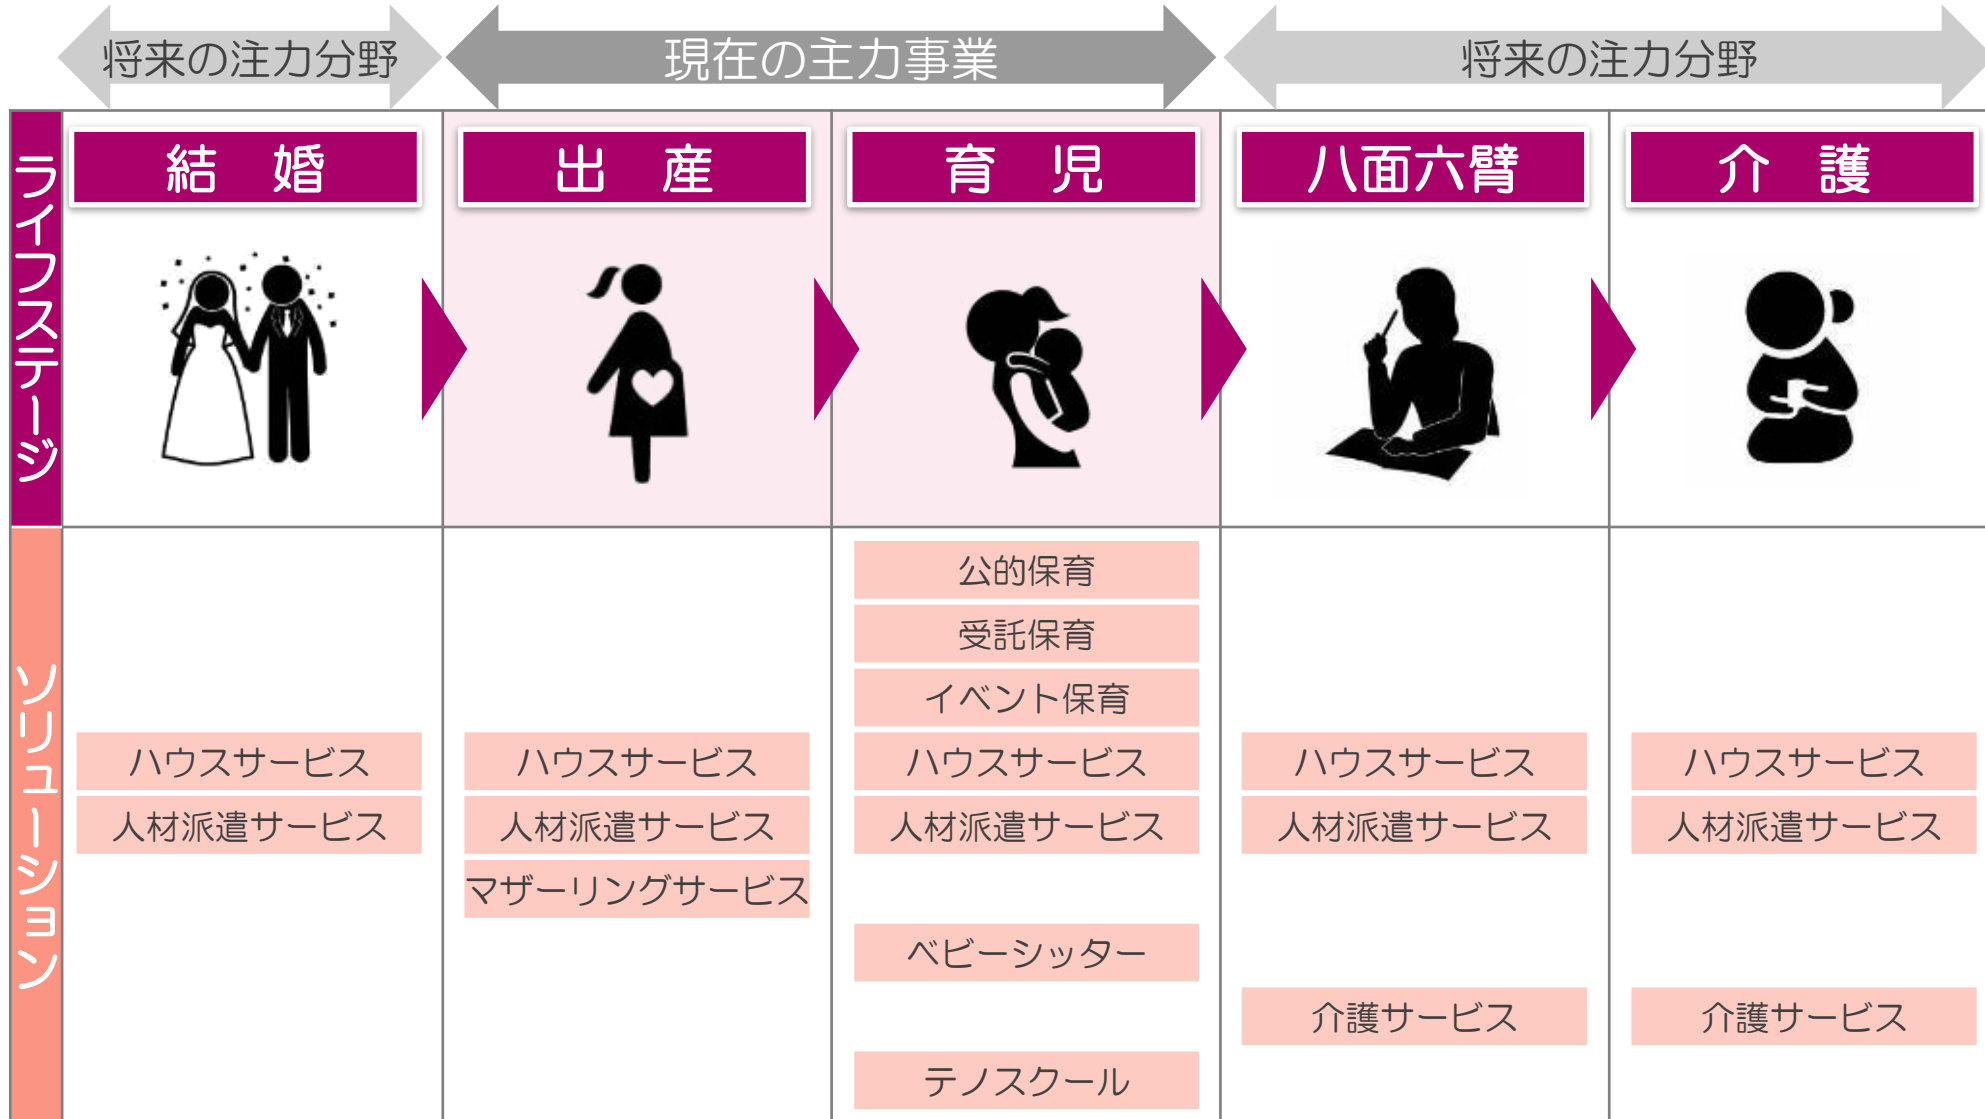 将来の注力分野
現在の主力事業
将来の注力分野
ライフステージ
結 婚
出 産
育 児
八面六臂
介 護
ソリューション
公的保育
受託保育
イベント保育
ハウスサービス
ハウスサービス
ハウスサービス
ハウスサービス
ハウスサービス
人材派遣サービス
人材派遣サービス
人材派遣サービス
人材派遣サービス
人材派遣サービス
マザーリングサービス
ベビーシッター
介護サービス
介護サービス
テノスクール